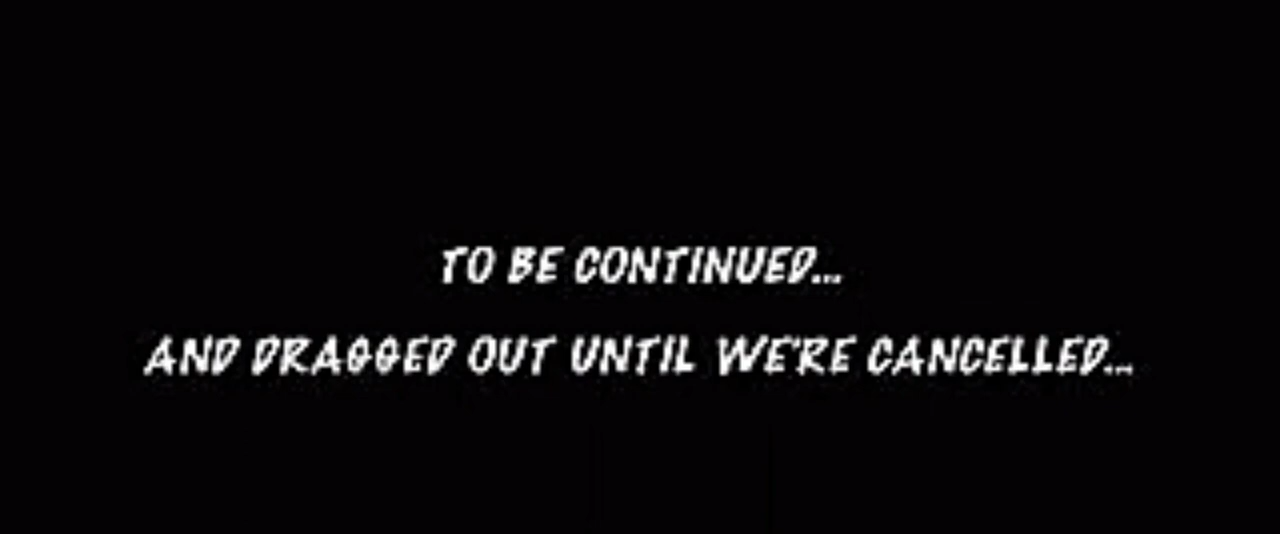 TO BE CONTINUED...
AND DRAGGED OUT UNTIL WE'RE CANCELLED...